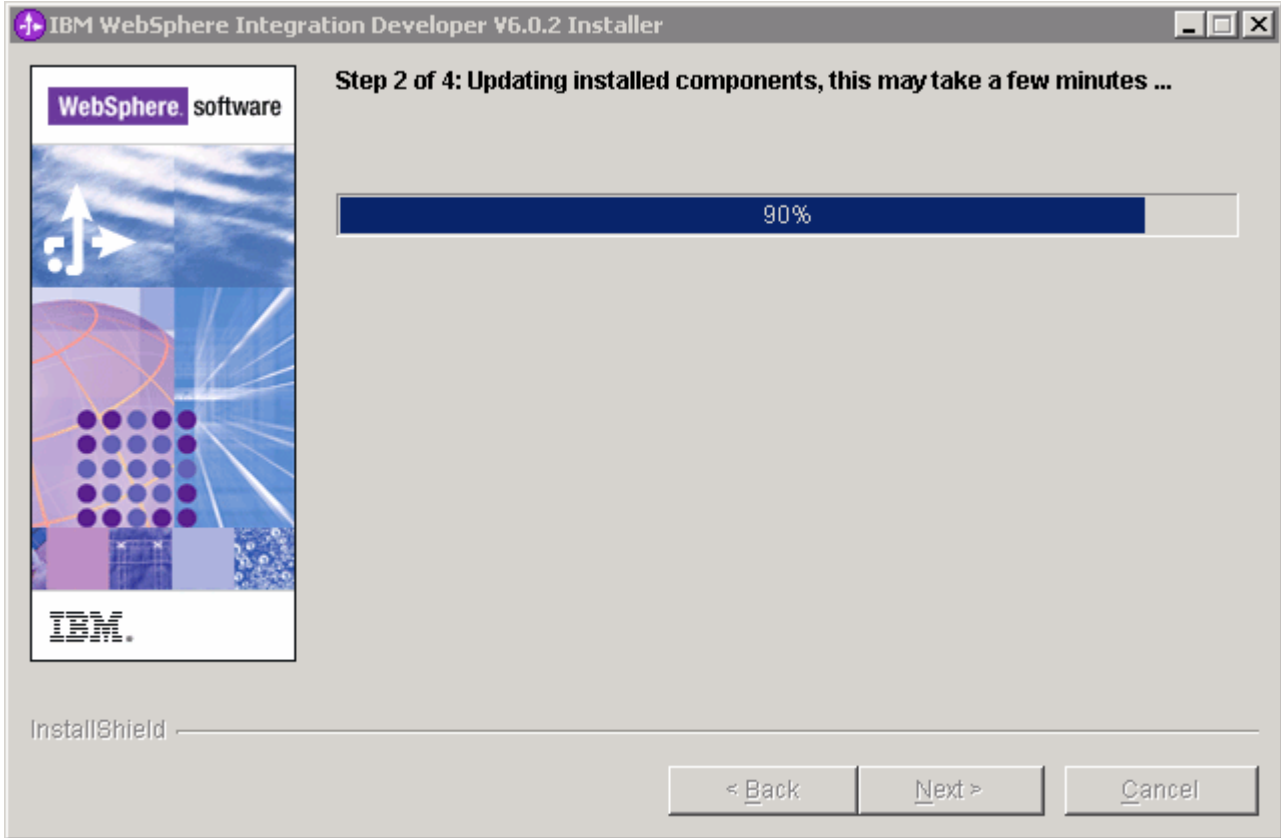 IBM WebSphere Integration Developer V6.0.2 Installer
WebSphere. software
Step 2 of 4: Updating installed components, this may take a few minutes ...
90%
IBM.
InstallShield
< Back
Next >
Cancel